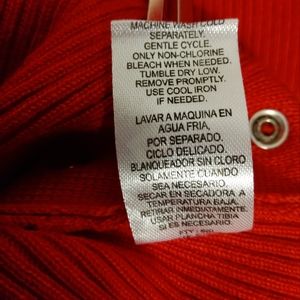 MACHINE WASH COLD
SEPARATELY.
GENTLE CYCLE.
ONLY NON-CHLORINE
BLEACH WHEN NEEDED.
TUMBLE DRY LOW.
REMOVE PROMPTLY.
USE COOL IRON
IF NEEDED.
LAVAR A MAQUINA EN
AGUA FRIA,
POR SEPARADO.
CICLO DELICADO.
BLANQUEADOR SIN CLORO
SOLAMENTE CUANDO
SEA NECESARIO.
SECAR EN SECADORA A
TEMPERATURA BAJA.
RETIRAR INMEDIATAMENTE.
USAR PLANCHA TIBIA
SI ES NECESARIO.